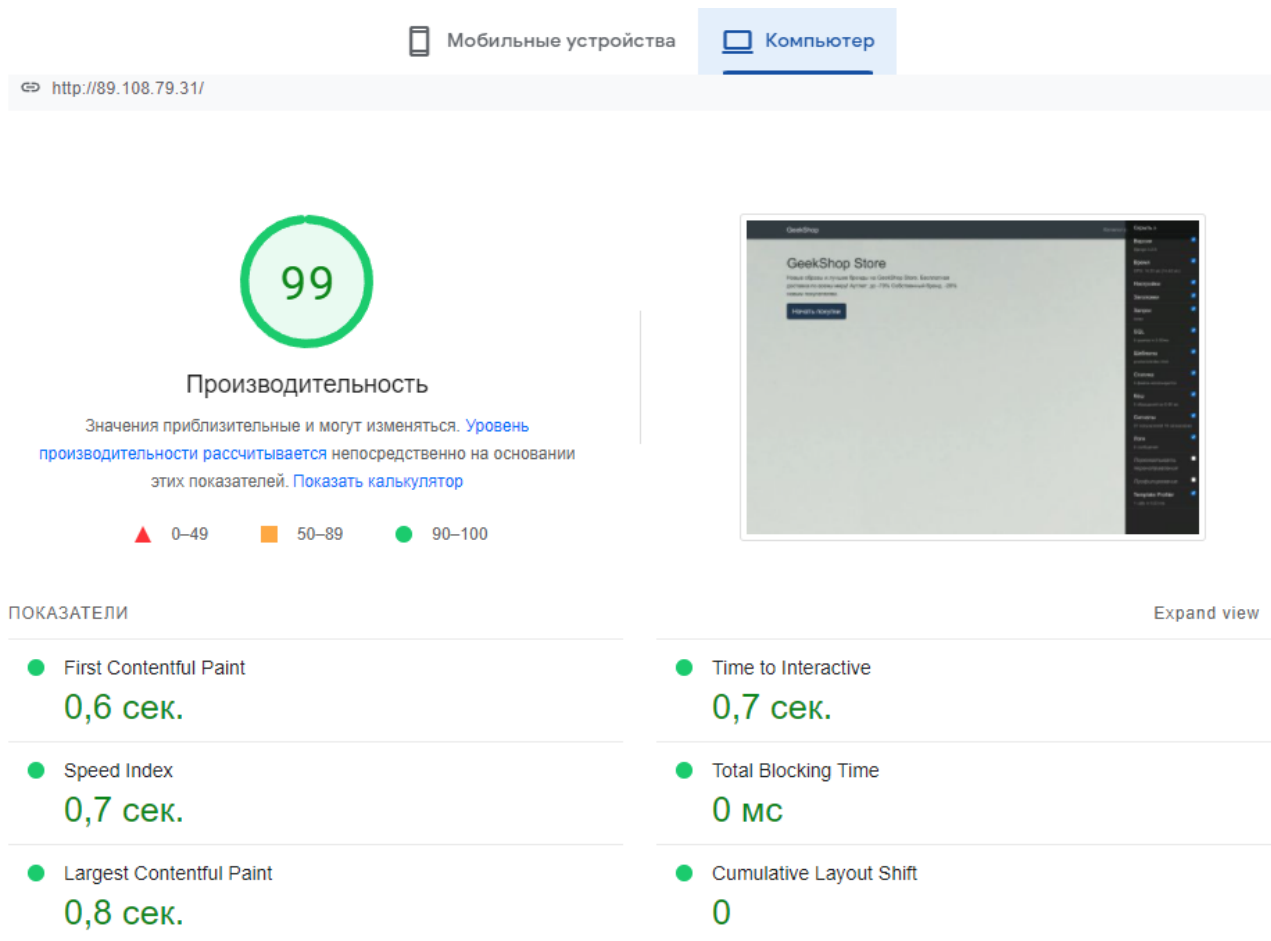 Мобильные устройства
Компьютер
http://89.108.79.31/
99
Производительность
Значения приблизительные и могут изменяться. Уровень
производительности рассчитывается непосредственно на основании
этих показателей. Показать калькулятор
0–49
50–89
90–100
GeekShop
GeekShop Store
Начать покупки
ПОКАЗАТЕЛИ
Expand view
First Contentful Paint
0,6 сек.
Time to Interactive
0,7 сек.
Speed Index
0,7 сек.
Total Blocking Time
0 мс
Largest Contentful Paint
0,8 сек.
Cumulative Layout Shift
0